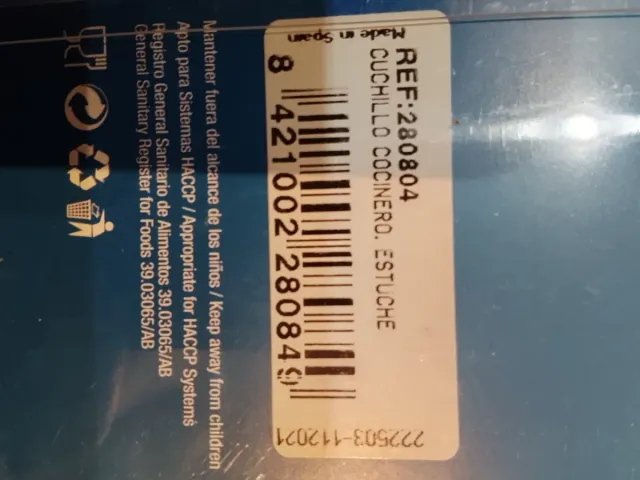 Made in Spain
REF:280804
CUCHILLO COCINERO. ESTUCHE
8 421002 280849
222503-112021
Mantener fuera del alcance de los niños / Keep away from children
Apto para Sistemas HACCP / Appropriate for HACCP Systems
Registro General Sanitario de Alimentos 39.03065/AB
General Sanitary Register for Foods 39.03065/AB